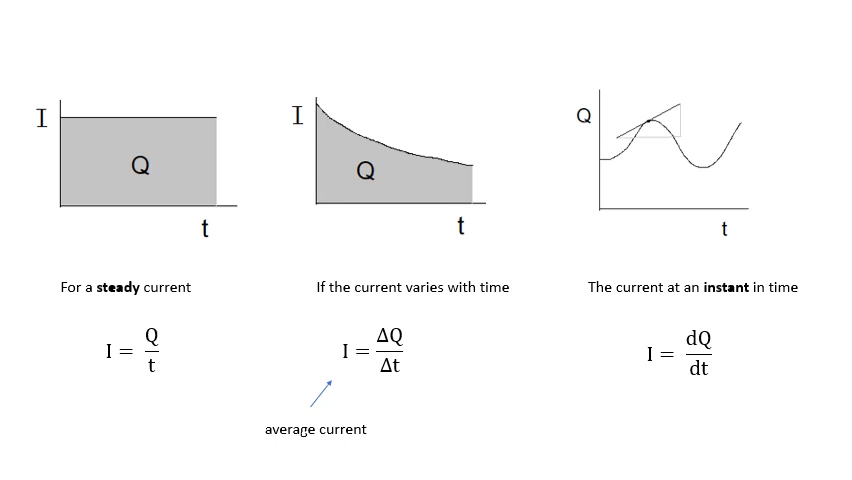 I
Q
t
I
Q
t
Q
t
For a steady current
If the current varies with time
The current at an instant in time
I = Q/t
I = ΔQ/Δt
I = dQ/dt
average current